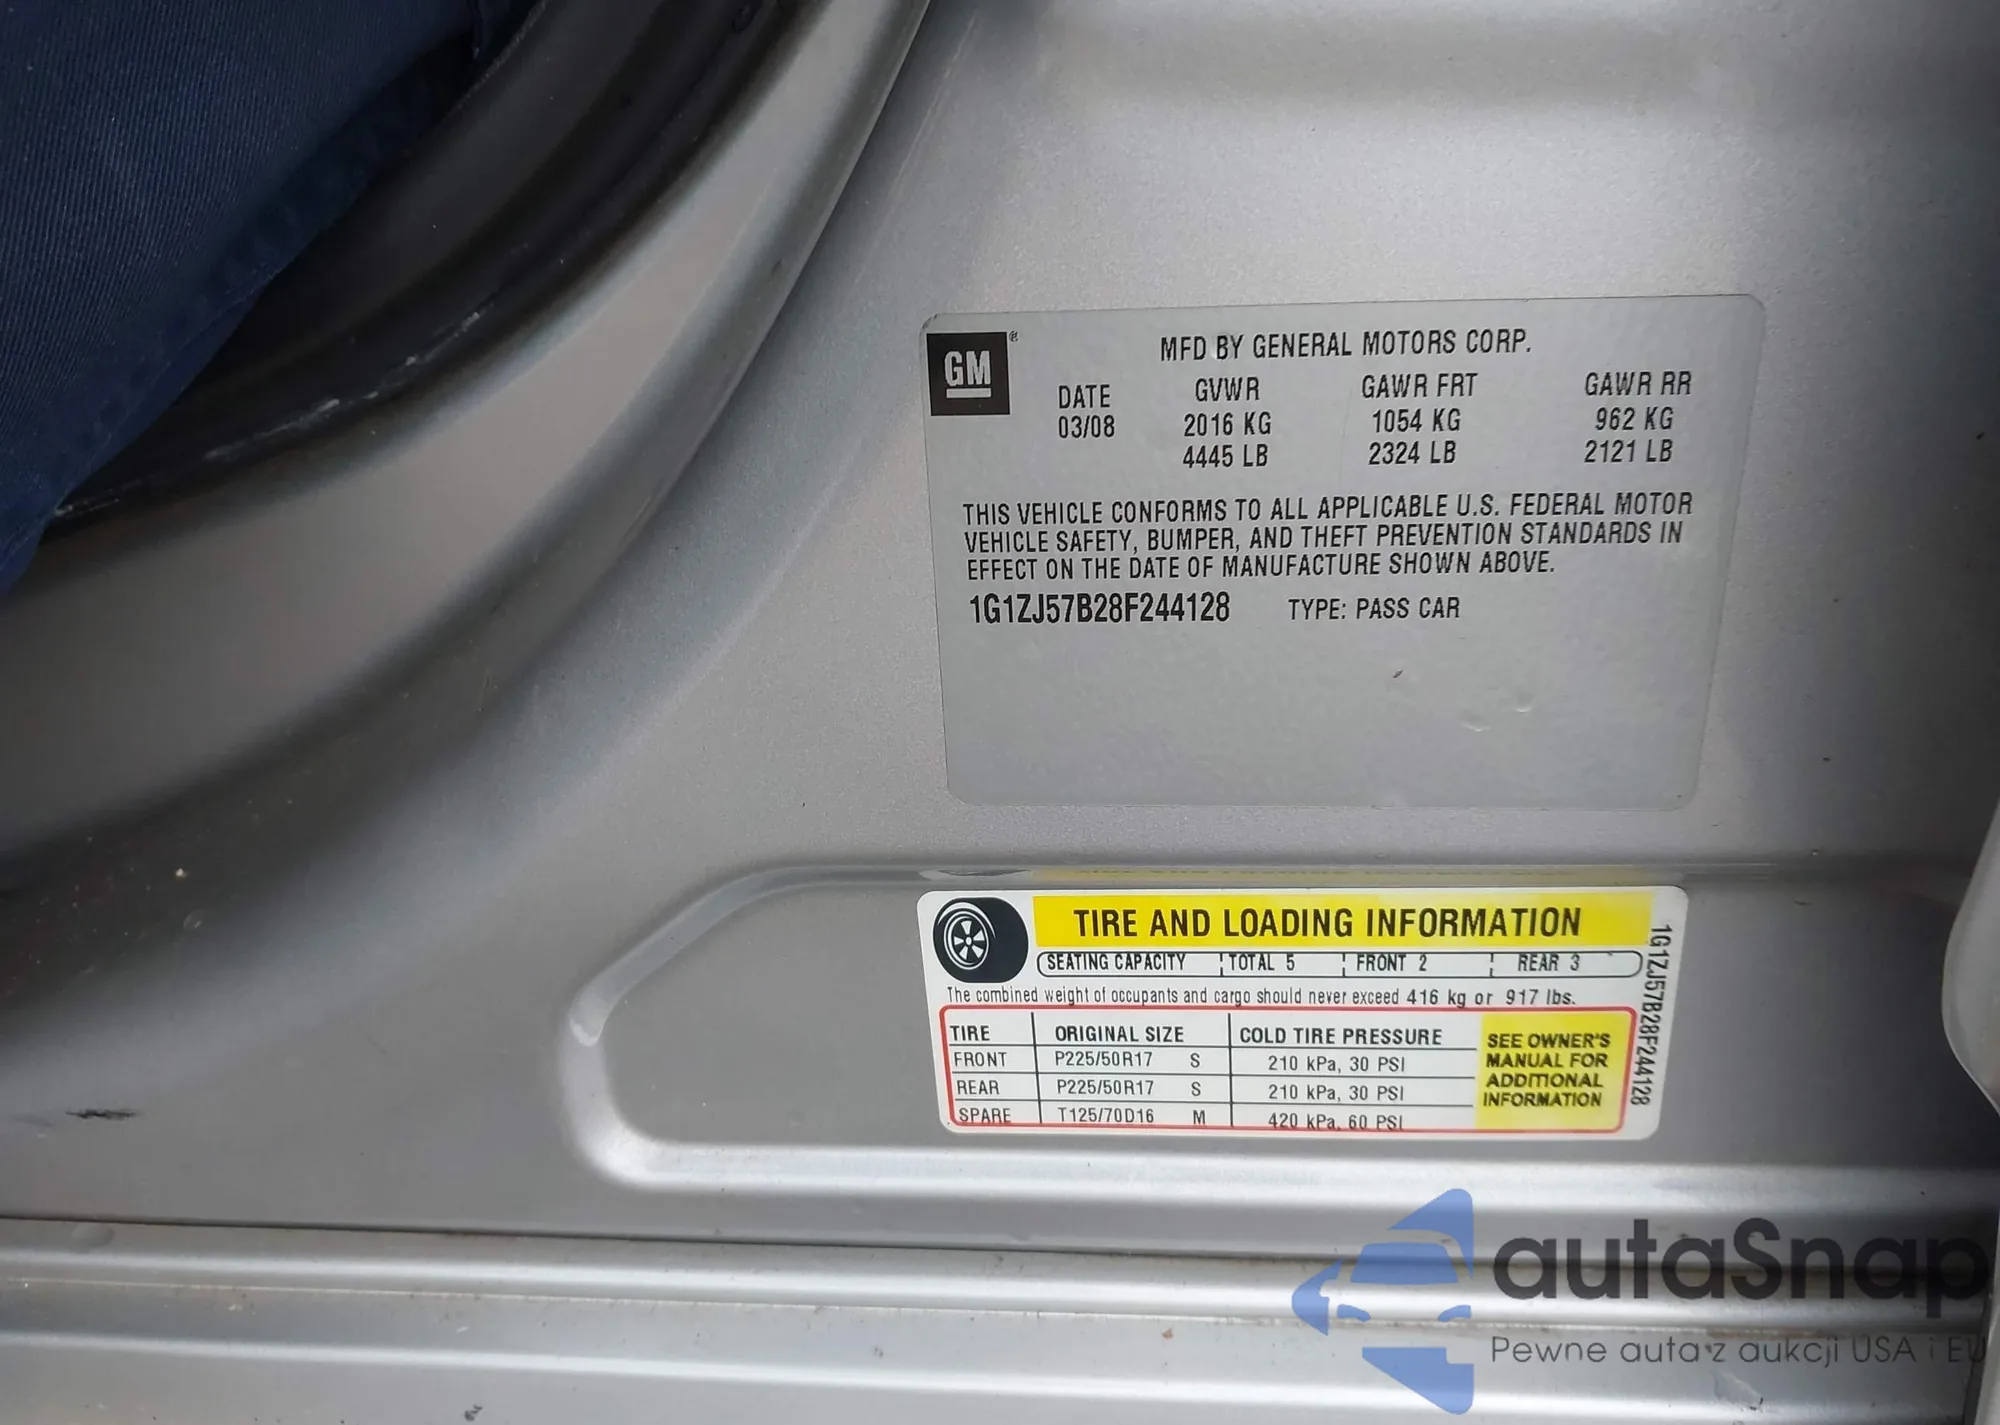 GM
MFD BY GENERAL MOTORS CORP.
DATE GVWR GAWR FRT GAWR RR
03/08 2016 KG 1054 KG 962 KG
4445 LB 2324 LB 2121 LB
THIS VEHICLE CONFORMS TO ALL APPLICABLE U.S. FEDERAL MOTOR
VEHICLE SAFETY, BUMPER, AND THEFT PREVENTION STANDARDS IN
EFFECT ON THE DATE OF MANUFACTURE SHOWN ABOVE.
1G1ZJ57B28F244128 TYPE: PASS CAR
TIRE AND LOADING INFORMATION
SEATING CAPACITY TOTAL 5 FRONT 2 REAR 3
The combined weight of occupants and cargo should never exceed 416 kg or 917 lbs.
TIRE ORIGINAL SIZE COLD TIRE PRESSURE
FRONT P225/50R17 S 210 kPa, 30 PSI
REAR P225/50R17 S 210 kPa, 30 PSI
SPARE T125/70D16 M 420 kPa, 60 PSI
SEE OWNER'S
MANUAL FOR
ADDITIONAL
INFORMATION
1G1ZJ57B28F244128
autaSnap
Pewne auta z aukcji USA i EU